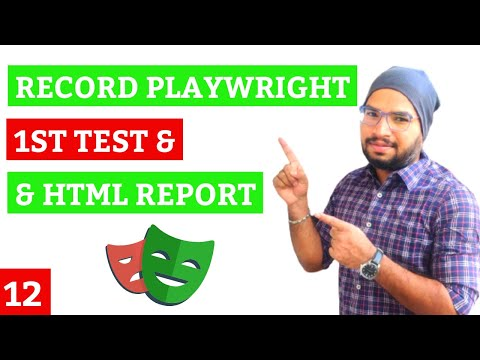 RECORD PLAYWRIGHT
1ST TEST &
& HTML REPORT
12